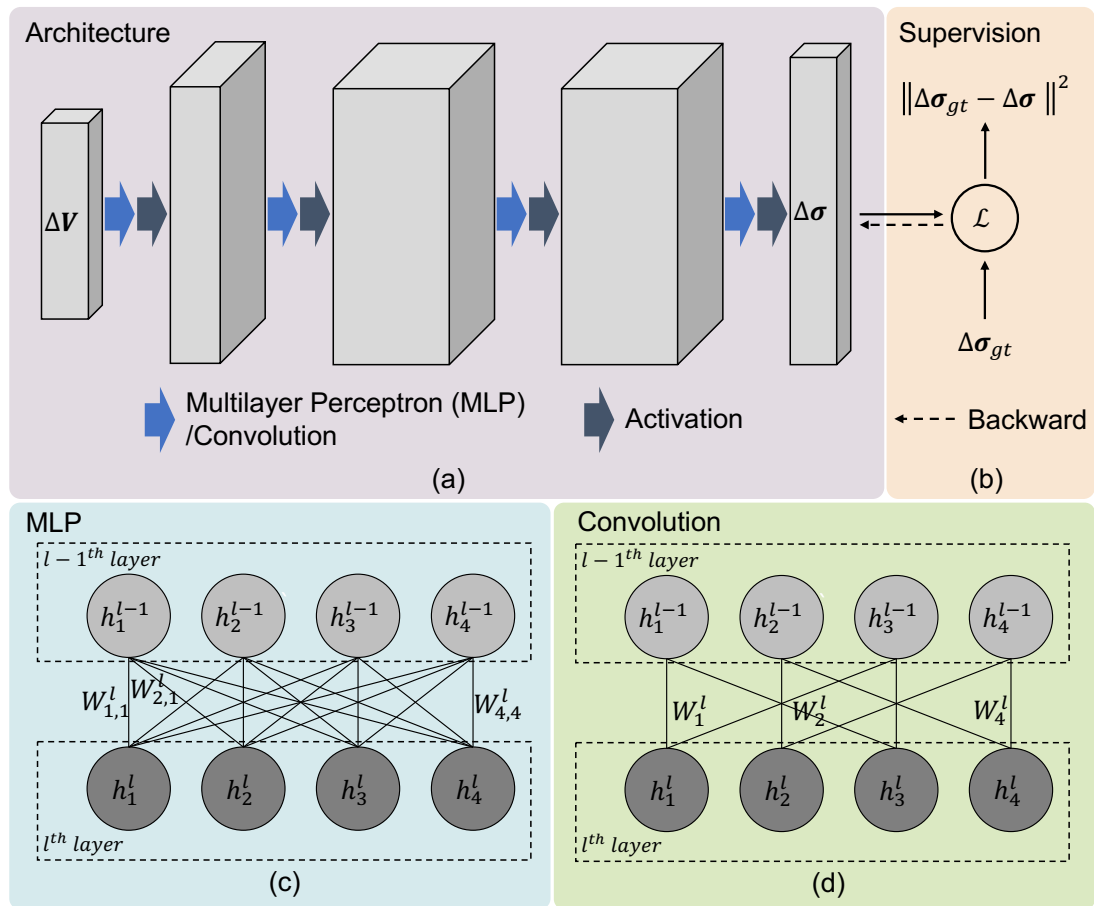 Architecture
Supervision
‖Δσ_gt − Δσ‖²
ΔV
Δσ
ℒ
Δσ_gt
Multilayer Perceptron (MLP)
/Convolution
Activation
Backward
(a)
(b)
MLP
l − 1^th layer
h_1^{l−1} h_2^{l−1} h_3^{l−1} h_4^{l−1}
W_{1,1}^l W_{2,1}^l W_{4,4}^l
h_1^l h_2^l h_3^l h_4^l
l^th layer
(c)
Convolution
l − 1^th layer
h_1^{l−1} h_2^{l−1} h_3^{l−1} h_4^{l−1}
W_1^l W_2^l W_4^l
h_1^l h_2^l h_3^l h_4^l
l^th layer
(d)